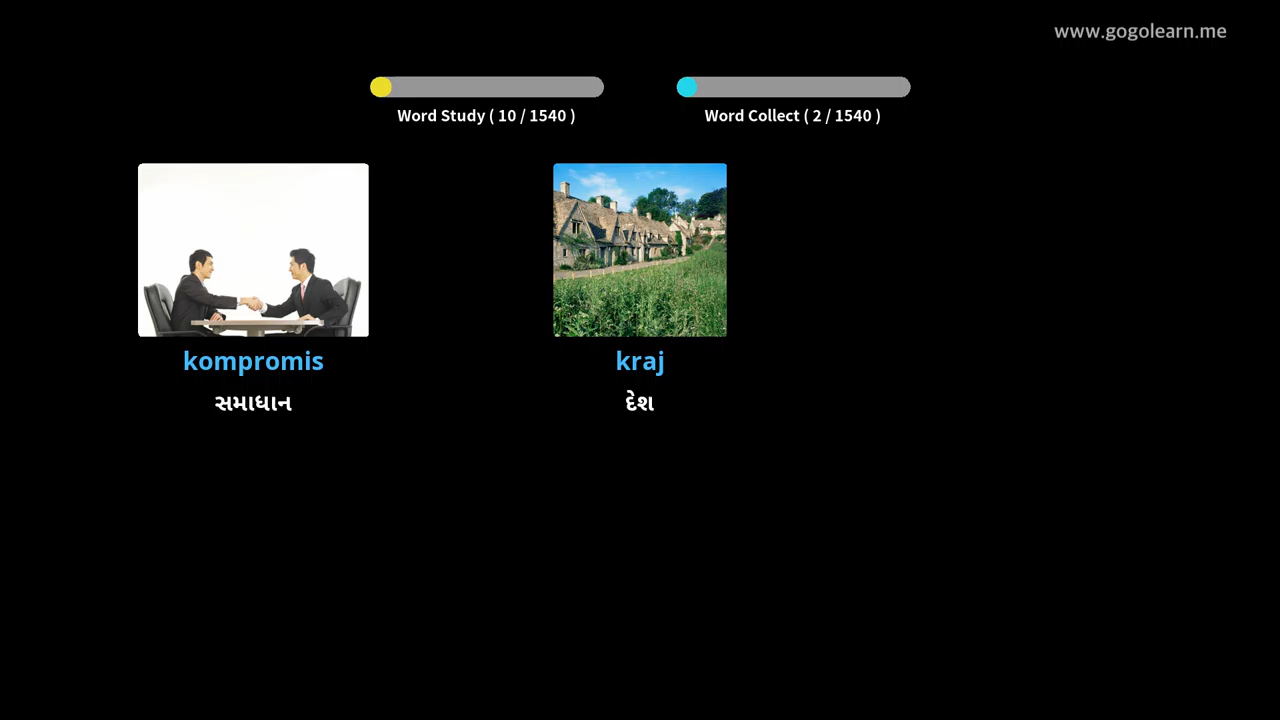 www.gogolearn.me
Word Study ( 10 / 1540 )
Word Collect ( 2 / 1540 )
kompromis
સમાધાન
kraj
દેશ